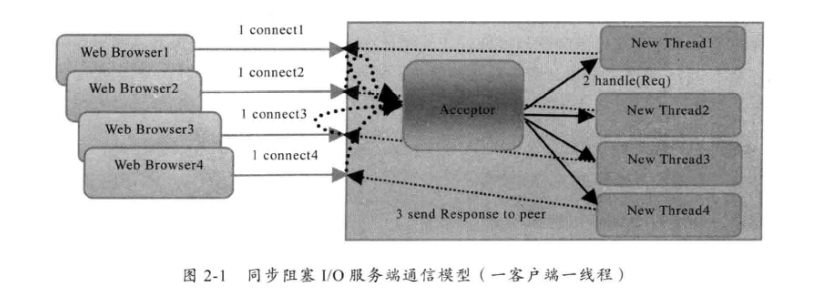 Web Browser1
Web Browser2
Web Browser3
Web Browser4
1 connect1
1 connect2
1 connect3
1 connect4
Acceptor
New Thread1
2 handle(Req)
New Thread2
New Thread3
New Thread4
3 send Response to peer
图 2-1 同步阻塞 I/O 服务端通信模型（一客户端一线程）